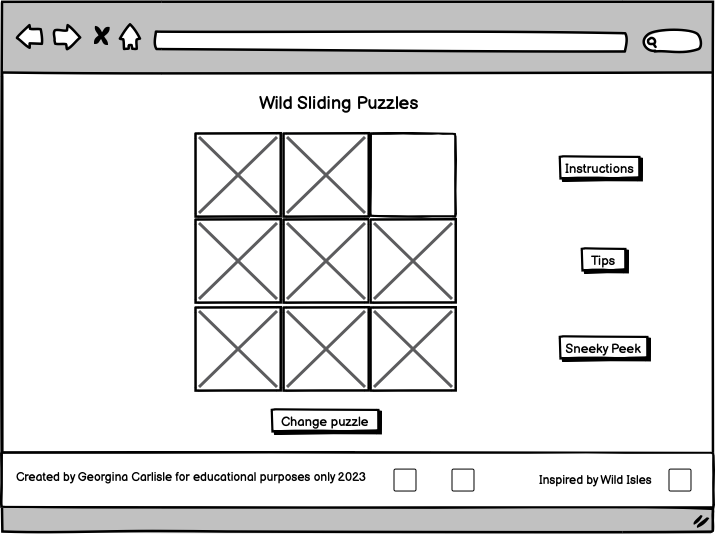 Wild Sliding Puzzles
Instructions
Tips
Sneeky Peek
Change puzzle
Created by Georgina Carlisle for educational purposes only 2023
Inspired by Wild Isles